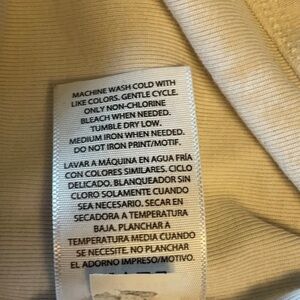 MACHINE WASH COLD WITH
LIKE COLORS. GENTLE CYCLE.
ONLY NON-CHLORINE
BLEACH WHEN NEEDED.
TUMBLE DRY LOW.
MEDIUM IRON WHEN NEEDED.
DO NOT IRON PRINT/MOTIF.
LAVAR A MÁQUINA EN AGUA FRÍA
CON COLORES SIMILARES. CICLO
DELICADO. BLANQUEADOR SIN
CLORO SOLAMENTE CUANDO
SEA NECESARIO. SECAR EN
SECADORA A TEMPERATURA
BAJA. PLANCHAR A
TEMPERATURA MEDIA CUANDO
SE NECESITE. NO PLANCHAR
EL ADORNO IMPRESO/MOTIVO.